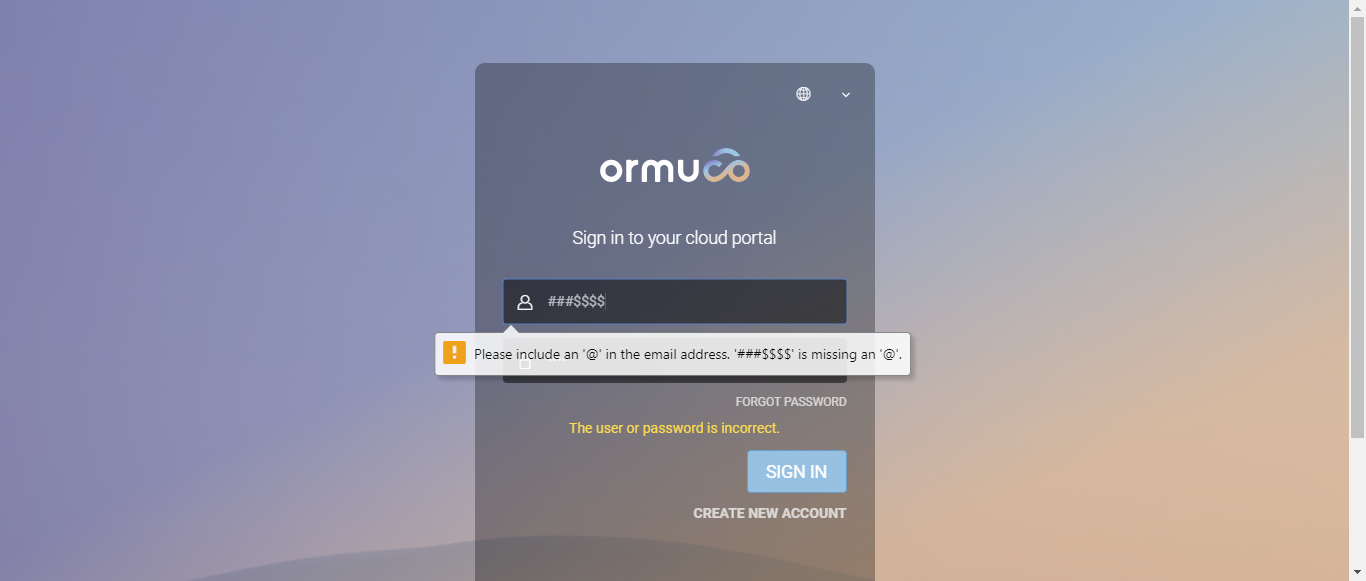 ormuco
Sign in to your cloud portal
###$$$$
Please include an '@' in the email address. '###$$$$' is missing an '@'.
FORGOT PASSWORD
The user or password is incorrect.
SIGN IN
CREATE NEW ACCOUNT